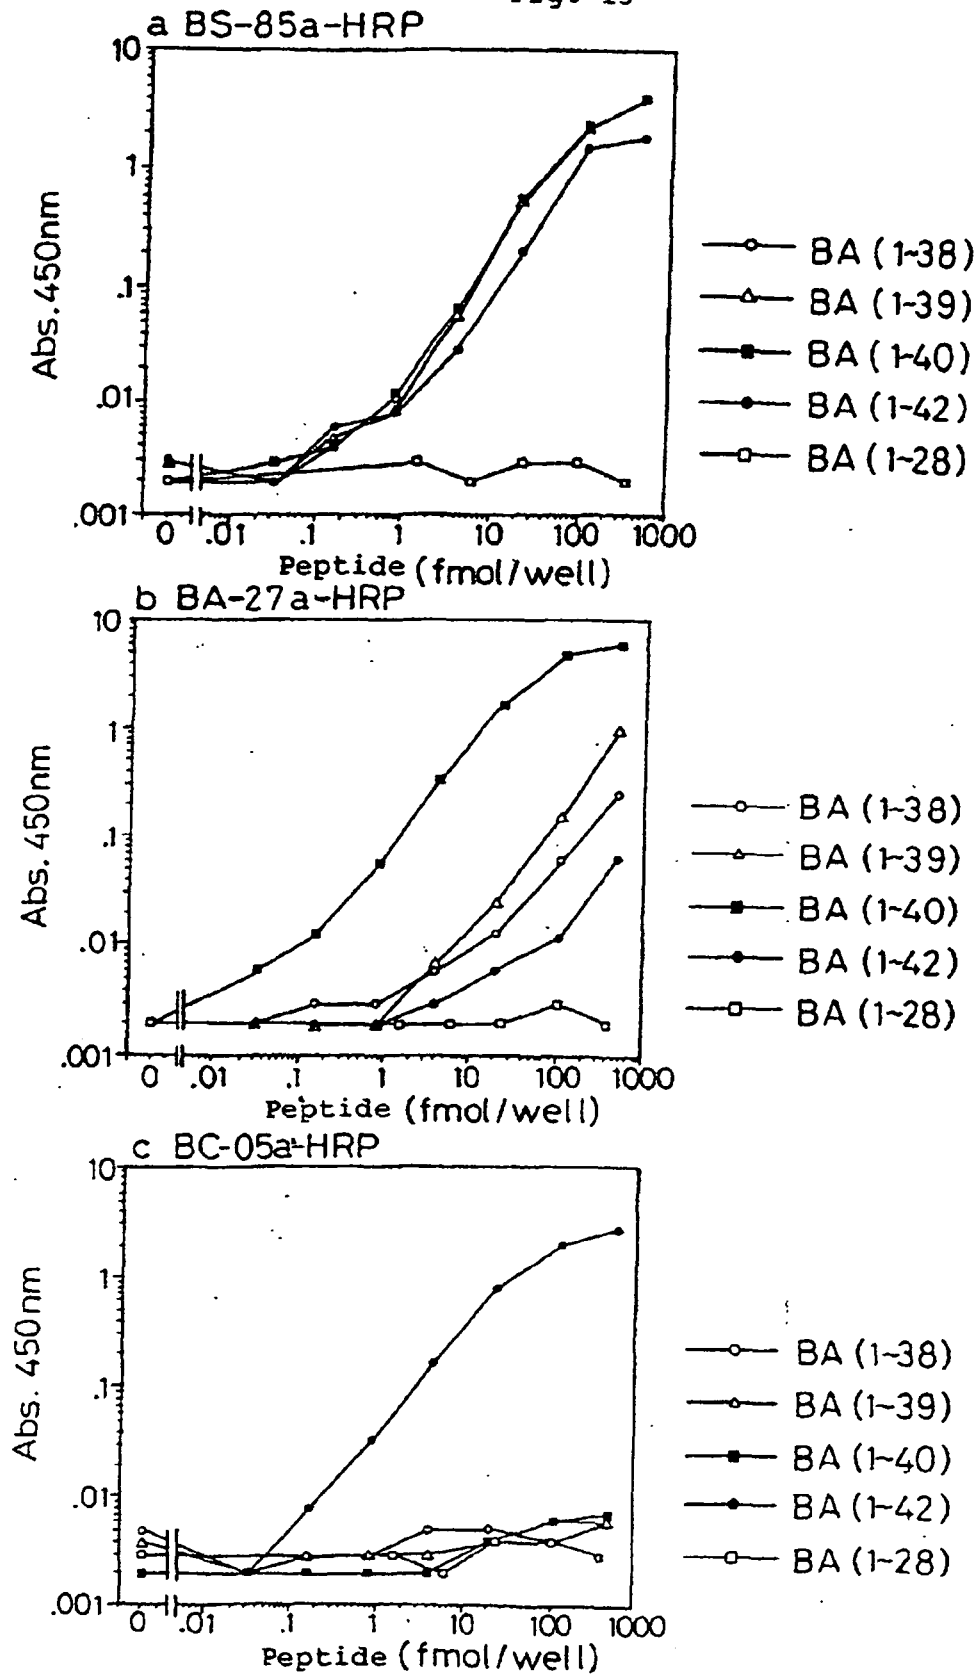 a BS-85a-HRP
10
1
.1
.01
.001
Abs. 450nm
0 .01 .1 1 10 100 1000
Peptide (fmol/well)
BA (1~38)
BA (1~39)
BA (1~40)
BA (1~42)
BA (1~28)
b BA-27a-HRP
10
1
.1
.01
.001
Abs. 450nm
0 .01 .1 1 10 100 1000
Peptide (fmol/well)
BA (1~38)
BA (1~39)
BA (1~40)
BA (1~42)
BA (1~28)
c BC-05a-HRP
10
1
.1
.01
.001
Abs. 450nm
0 .01 .1 1 10 100 1000
Peptide (fmol/well)
BA (1~38)
BA (1~39)
BA (1~40)
BA (1~42)
BA (1~28)